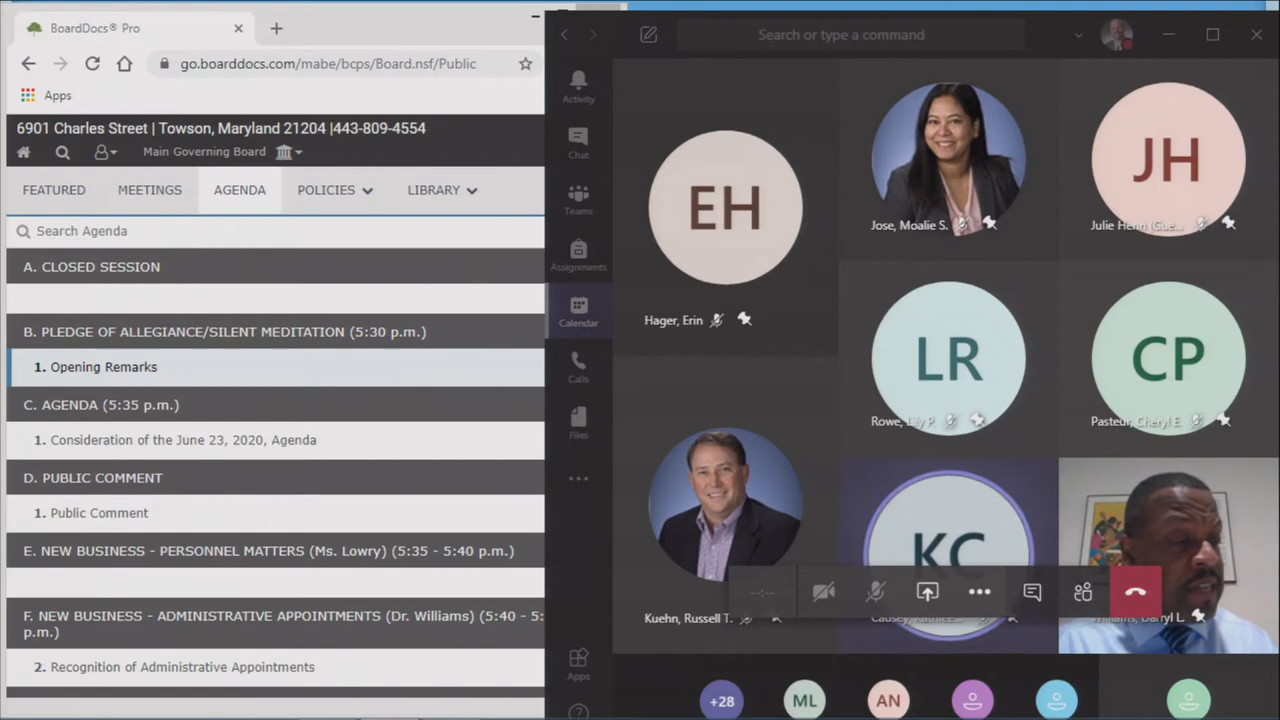 BoardDocs® Pro
go.boarddocs.com/mabe/bcps/Board.nsf/Public
Apps
6901 Charles Street | Towson, Maryland 21204 |443-809-4554
Main Governing Board
FEATURED MEETINGS AGENDA POLICIES LIBRARY
Search Agenda
A. CLOSED SESSION
B. PLEDGE OF ALLEGIANCE/SILENT MEDITATION (5:30 p.m.)
1. Opening Remarks
C. AGENDA (5:35 p.m.)
1. Consideration of the June 23, 2020, Agenda
D. PUBLIC COMMENT
1. Public Comment
E. NEW BUSINESS - PERSONNEL MATTERS (Ms. Lowry) (5:35 - 5:40 p.m.)
F. NEW BUSINESS - ADMINISTRATIVE APPOINTMENTS (Dr. Williams) (5:40 - 5:
p.m.)
2. Recognition of Administrative Appointments
Search or type a command
Activity
Chat
Teams
Assignments
Calendar
Calls
Files
Apps
EH
Hager, Erin
Jose, Moalie S.
JH
Julie Henn (Gue...
LR
Rowe, Lily P.
CP
Pasteur, Cheryl E.
Kuehn, Russell T.
KC
Causey, Kathlee...
Williams, Darryl L.
+28
ML
AN